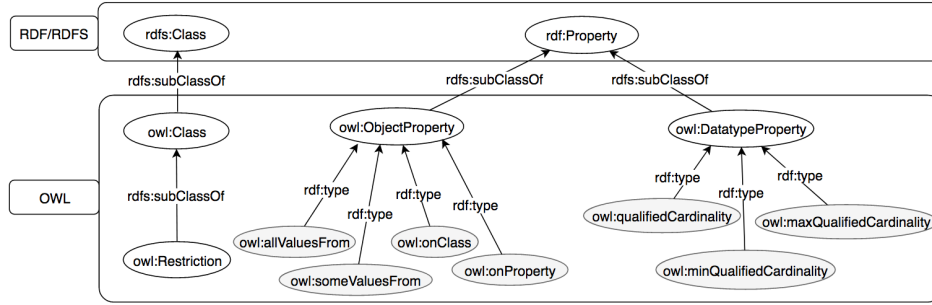 RDF/RDFS
rdfs:Class
rdf:Property
rdfs:subClassOf
rdfs:subClassOf
rdfs:subClassOf
OWL
owl:Class
owl:ObjectProperty
owl:DatatypeProperty
rdfs:subClassOf
rdf:type
rdf:type
rdf:type
rdf:type
rdf:type
rdf:type
rdf:type
owl:qualifiedCardinality
owl:maxQualifiedCardinality
owl:allValuesFrom
owl:onClass
owl:Restriction
owl:someValuesFrom
owl:onProperty
owl:minQualifiedCardinality